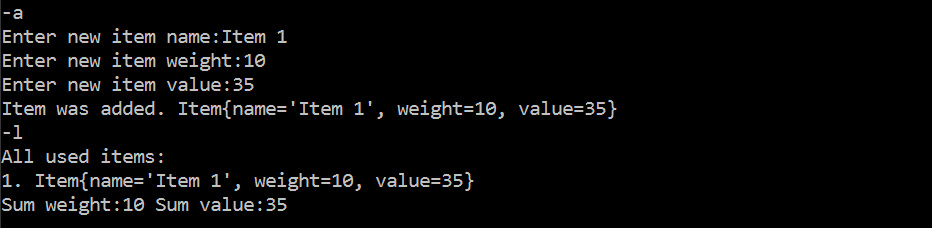 -a
Enter new item name:Item 1
Enter new item weight:10
Enter new item value:35
Item was added. Item{name='Item 1', weight=10, value=35}
-l
All used items:
1. Item{name='Item 1', weight=10, value=35}
Sum weight:10 Sum value:35